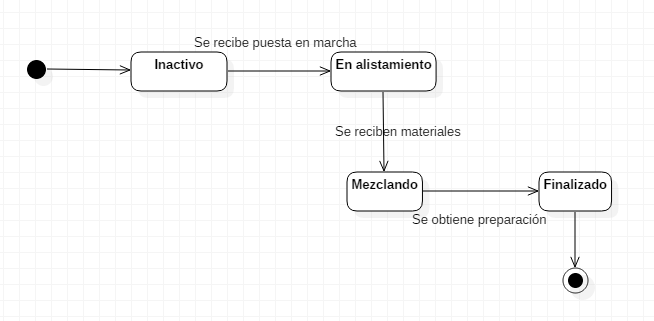 Se recibe puesta en marcha
Inactivo
En alistamiento
Se reciben materiales
Mezclando
Finalizado
Se obtiene preparación